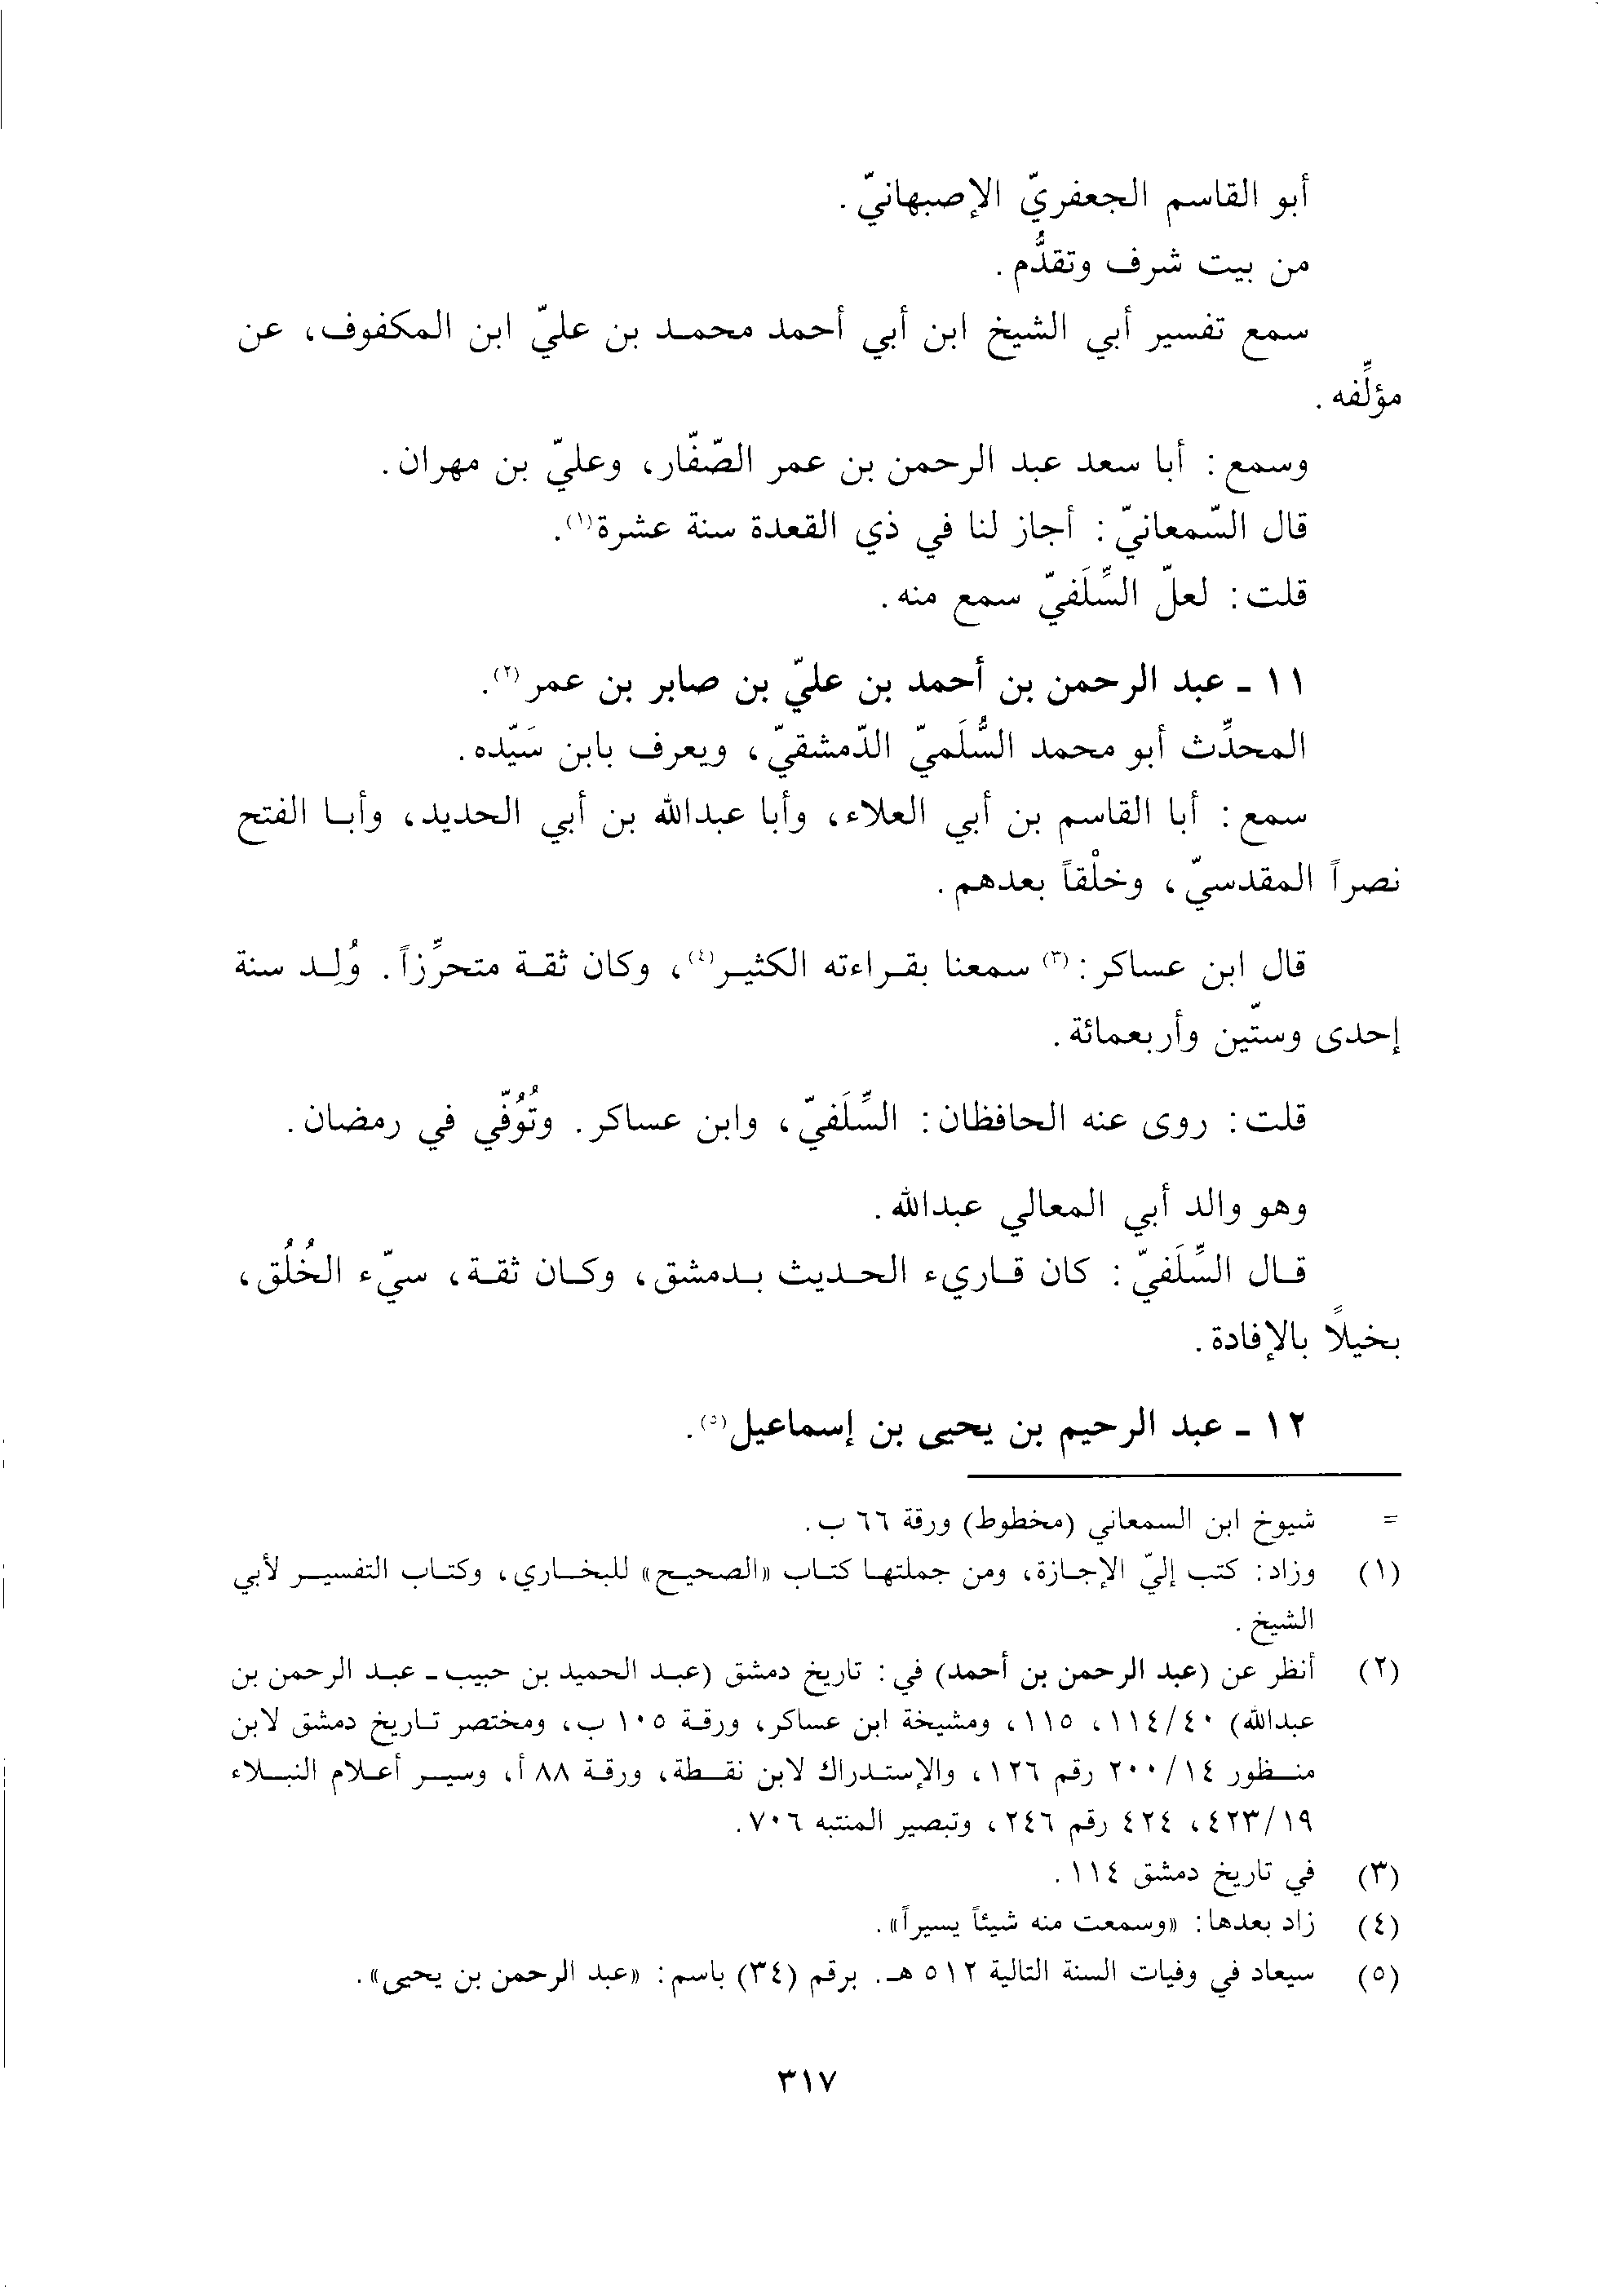 أبو القاسم الجعفريّ الإصبهانيّ.
من بيت شرف وتقدُّم.
سمع تفسير أبي الشيخ ابن أبي أحمد محمد بن عليّ ابن المكفوف، عن
مؤلِّفه.
وسمع: أبا سعد عبد الرحمن بن عمر الصّفّار، وعليّ بن مهران.
قال السّمعانيّ: أجاز لنا في ذي القعدة سنة عشرة(١).
قلت: لعلّ السِّلَفيّ سمع منه.
١١ ـ عبد الرحمن بن أحمد بن عليّ بن صابر بن عمر(٢).
المحدِّث أبو محمد السُّلَميّ الدّمشقيّ، ويعرف بابن سَيّده.
سمع: أبا القاسم بن أبي العلاء، وأبا عبدالله بن أبي الحديد، وأبا الفتح
نصراً المقدسيّ، وخلْقاً بعدهم.
قال ابن عساكر:(٣) سمعنا بقراءته الكثير(٤)، وكان ثقة متحرِّزاً. وُلِد سنة
إحدى وستّين وأربعمائة.
قلت: روى عنه الحافظان: السِّلَفيّ، وابن عساكر. وتُوُفّي في رمضان.
وهو والد أبي المعالي عبدالله.
قال السِّلَفيّ: كان قاريء الحديث بدمشق، وكان ثقة، سيّء الخُلُق،
بخيلاً بالإفادة.
١٢ ـ عبد الرحيم بن يحيى بن إسماعيل(٥).
= شيوخ ابن السمعاني (مخطوط) ورقة ٦٦ ب.
(١) وزاد: كتب إليّ الإجازة، ومن جملتها كتاب «الصحيح» للبخاري، وكتاب التفسير لأبي
الشيخ.
(٢) أنظر عن (عبد الرحمن بن أحمد) في: تاريخ دمشق (عبد الحميد بن حبيب ـ عبد الرحمن بن
عبدالله) ١١٤/٤٠، ١١٥، ومشيخة ابن عساكر، ورقة ١٠٥ ب، ومختصر تاريخ دمشق لابن
منظور ٢٠٠/١٤ رقم ١٢٦، والإستدراك لابن نقطة، ورقة ٨٨ أ، وسير أعلام النبلاء
٤٢٣/١٩، ٤٢٤ رقم ٢٤٦، وتبصير المنتبه ٧٠٦.
(٣) في تاريخ دمشق ١١٤.
(٤) زاد بعدها: «وسمعت منه شيئاً يسيراً».
(٥) سيعاد في وفيات السنة التالية ٥١٢ هـ. برقم (٣٤) باسم: «عبد الرحمن بن يحيى».
٣١٧